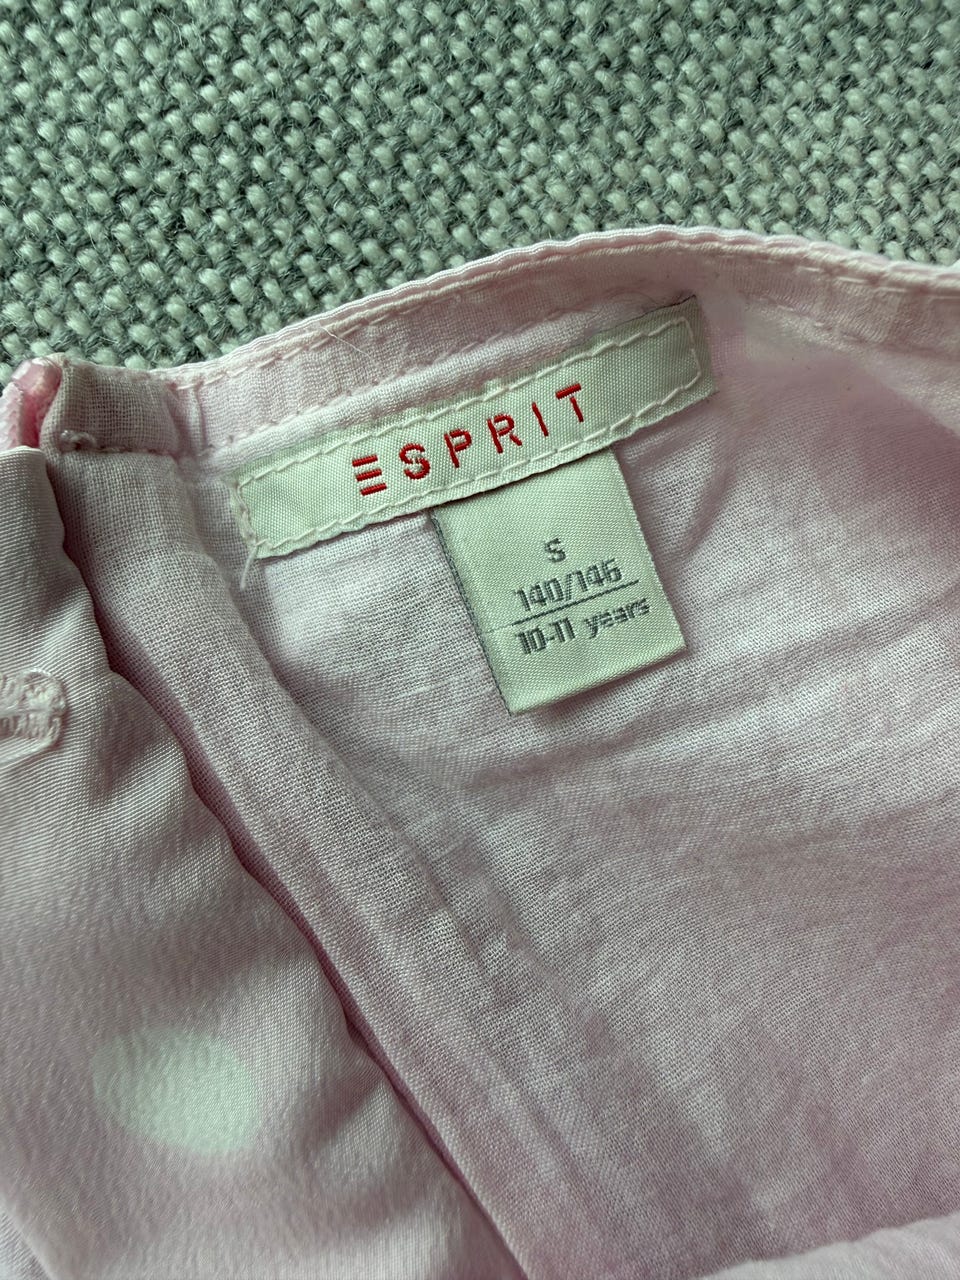 ESPRIT
S
140/146
10-11 years